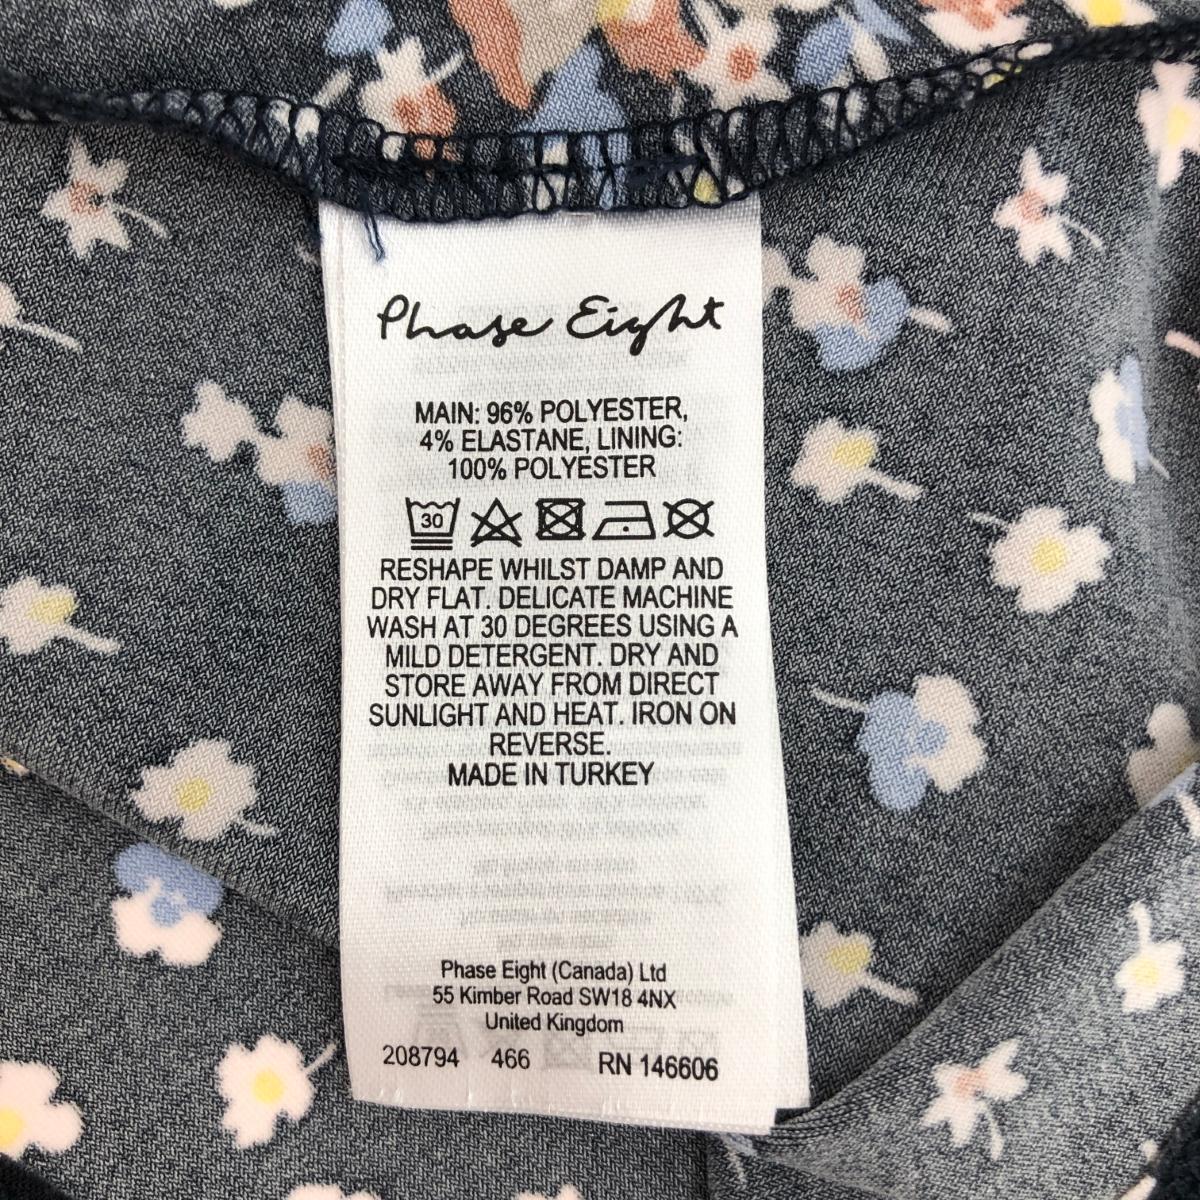 Phase Eight
MAIN: 96% POLYESTER,
4% ELASTANE, LINING:
100% POLYESTER
30
RESHAPE WHILST DAMP AND
DRY FLAT. DELICATE MACHINE
WASH AT 30 DEGREES USING A
MILD DETERGENT. DRY AND
STORE AWAY FROM DIRECT
SUNLIGHT AND HEAT. IRON ON
REVERSE.
MADE IN TURKEY
Phase Eight (Canada) Ltd
55 Kimber Road SW18 4NX
United Kingdom
208794 466 RN 146606